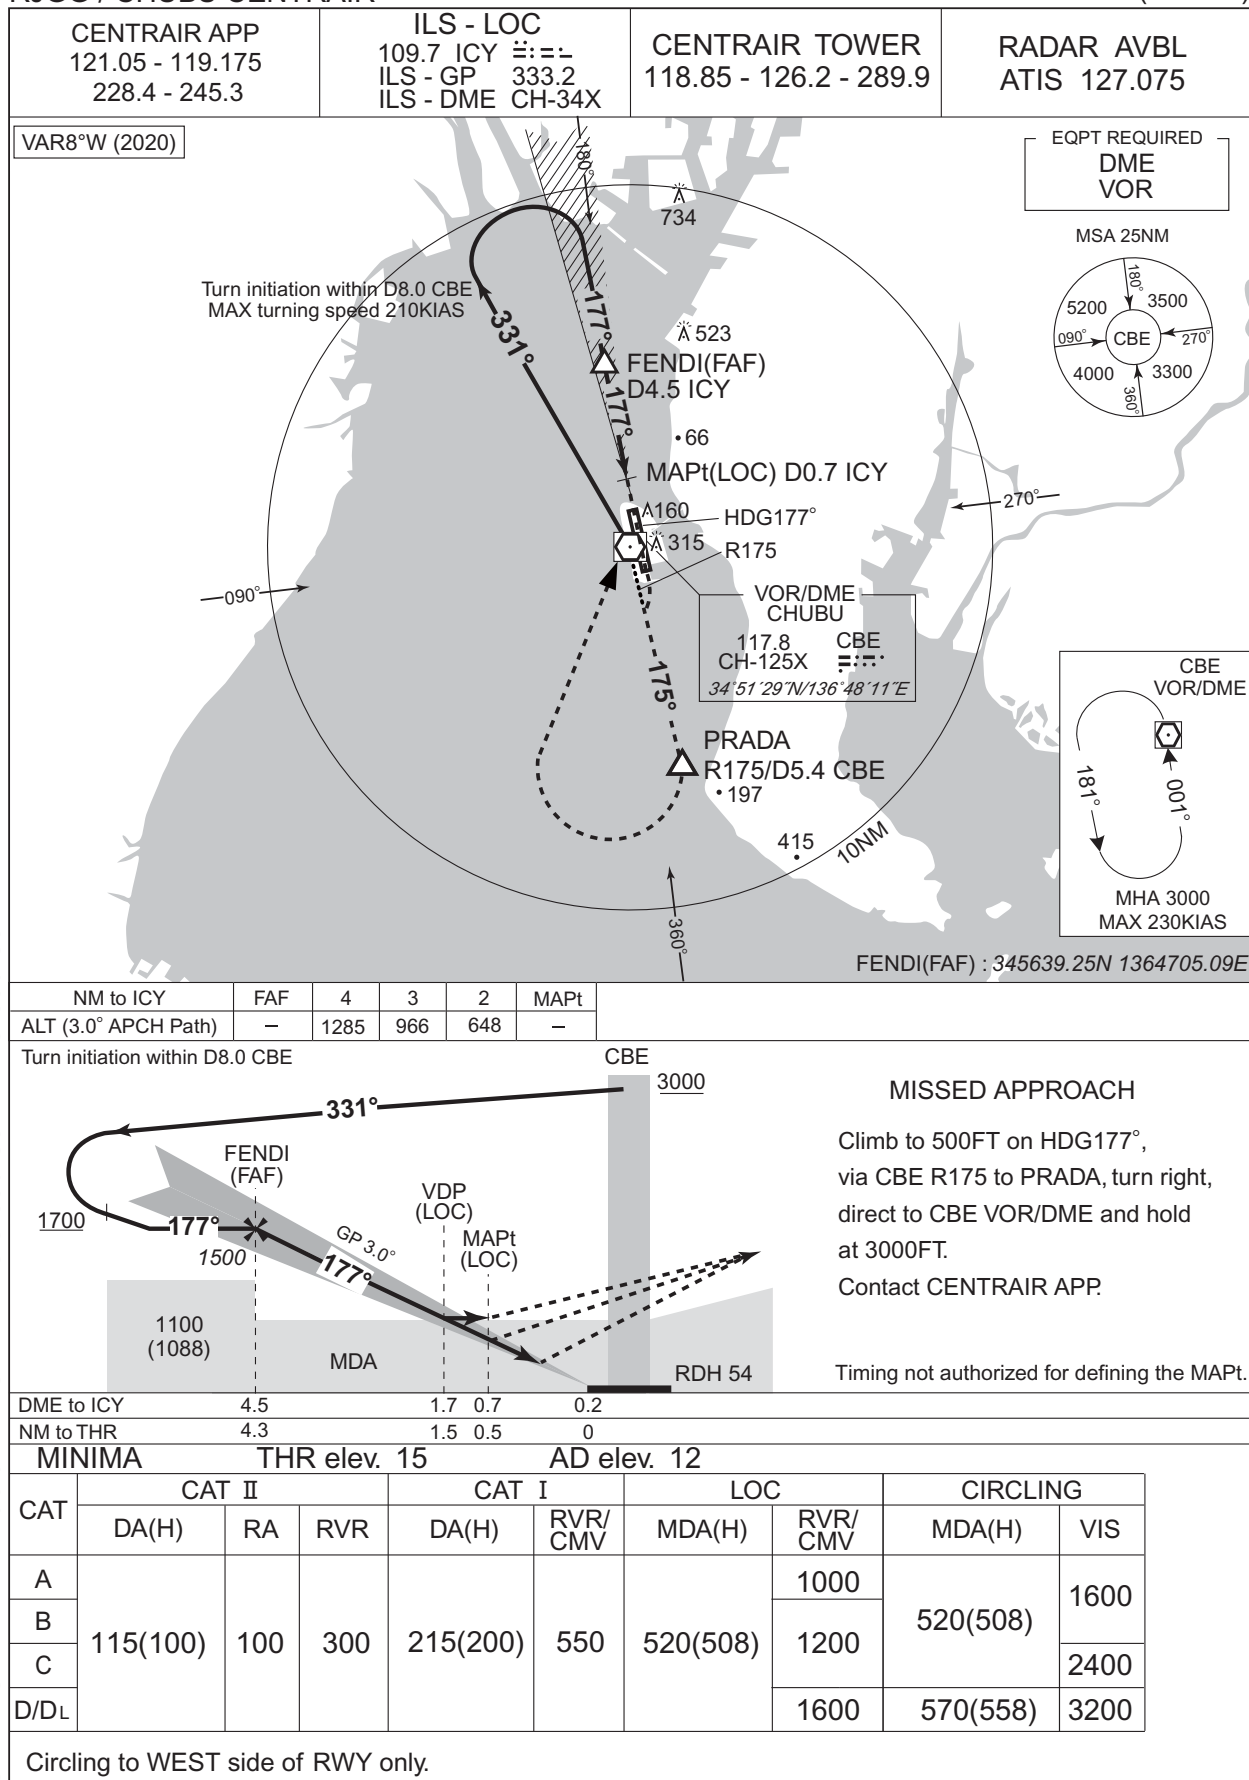 CENTRAIR APP
121.05 - 119.175
228.4 - 245.3
ILS - LOC
109.7 ICY
ILS - GP 333.2
ILS - DME CH-34X
CENTRAIR TOWER
118.85 - 126.2 - 289.9
RADAR AVBL
ATIS 127.075
VAR8°W (2020)
EQPT REQUIRED
DME
VOR
MSA 25NM
180°
5200
3500
090°
CBE
270°
4000
3300
360°
180°
734
Turn initiation within D8.0 CBE
MAX turning speed 210KIAS
331°
177°
523
FENDI(FAF)
D4.5 ICY
177°
66
MAPt(LOC) D0.7 ICY
160
HDG177°
270°
315
R175
090°
VOR/DME
CHUBU
117.8 CBE
CH-125X
34°51´29˝N/136°48´11˝E
175°
PRADA
R175/D5.4 CBE
197
415
10NM
360°
CBE
VOR/DME
181°
001°
MHA 3000
MAX 230KIAS
FENDI(FAF) : 345639.25N 1364705.09E
NM to ICY FAF 4 3 2 MAPt
ALT (3.0° APCH Path) – 1285 966 648 –
Turn initiation within D8.0 CBE
CBE
3000
331°
FENDI
(FAF)
VDP
(LOC)
MAPt
(LOC)
1700
177°
1500
GP 3.0°
177°
1100
(1088)
MDA
RDH 54
MISSED APPROACH
Climb to 500FT on HDG177°,
via CBE R175 to PRADA, turn right,
direct to CBE VOR/DME and hold
at 3000FT.
Contact CENTRAIR APP.
Timing not authorized for defining the MAPt.
DME to ICY 4.5 1.7 0.7 0.2
NM to THR 4.3 1.5 0.5 0
MINIMA THR elev. 15 AD elev. 12
CAT CAT II CAT I LOC CIRCLING
DA(H) RA RVR DA(H) RVR/CMV MDA(H) RVR/CMV MDA(H) VIS
A 1000
B 1600
115(100) 100 300 215(200) 550 520(508) 1200 520(508)
C 2400
D/DL 1600 570(558) 3200
Circling to WEST side of RWY only.